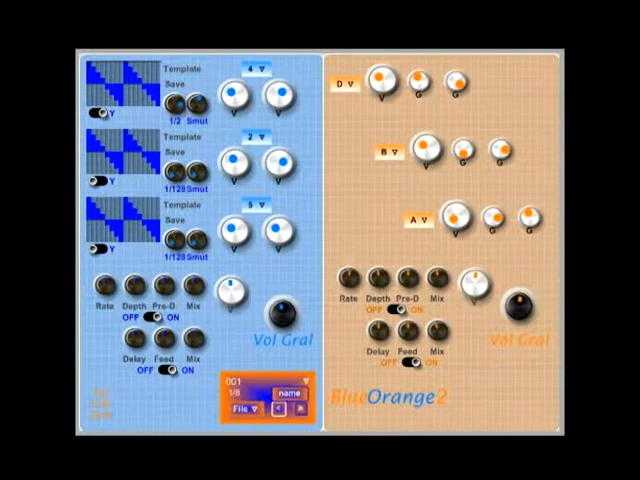 Template
4
Save
Y
1/2 Smut
V
V
Template
2
Save
Y
1/128 Smut
V
V
Template
5
Save
Y
1/128 Smut
V
V
Rate Depth Pre-D Mix
V
OFF ON
Vol Gral
Delay Feed Mix
OFF ON
001
1/8 name
File < >
D
V G G
B
V G G
A
V G G
Rate Depth Pre-D Mix
V
OFF ON
Vol Gral
Delay Feed Mix
OFF ON
BlueOrange2